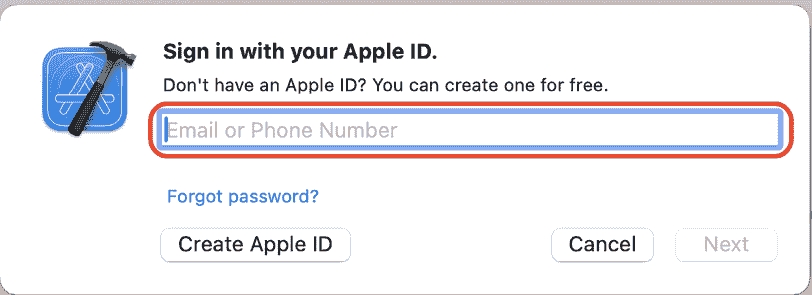 Sign in with your Apple ID.
Don't have an Apple ID? You can create one for free.
Email or Phone Number
Forgot password?
Create Apple ID
Cancel
Next